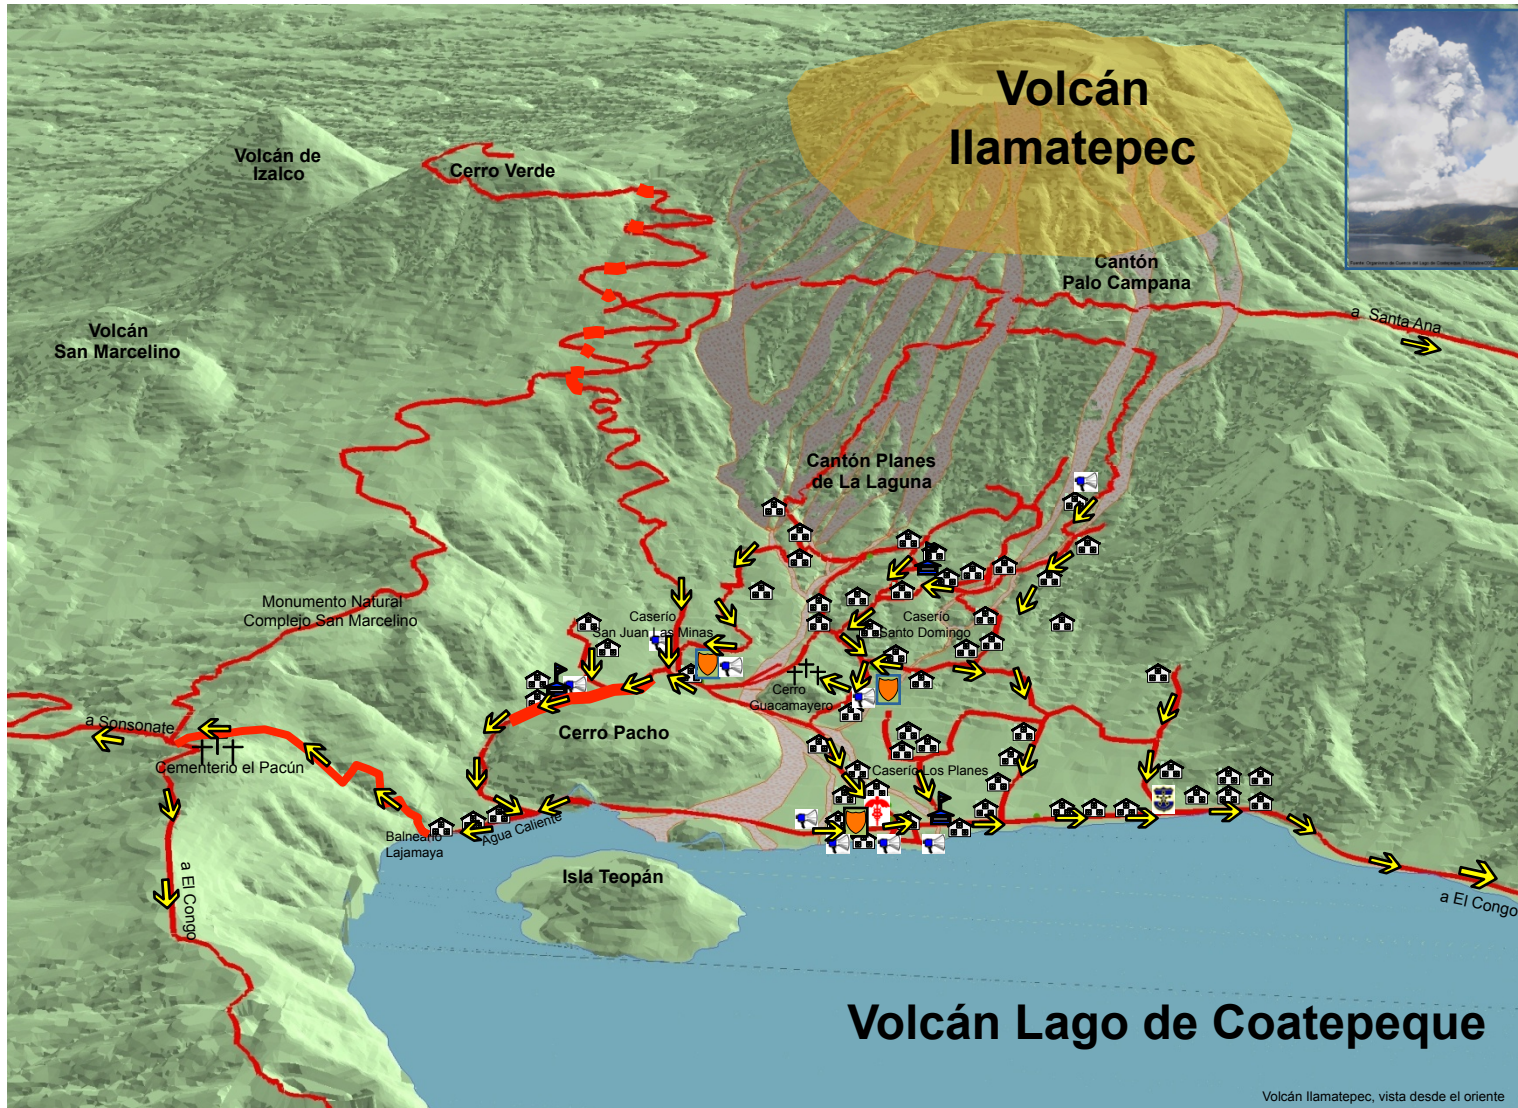 Volcán
Ilamatepec
Volcán de
Izalco
Cerro Verde
Cantón
Palo Campana
a Santa Ana
Volcán
San Marcelino
Cantón Planes
de La Laguna
Monumento Natural
Complejo San Marcelino
Caserío
San Juan Las Minas
Caserío
Santo Domingo
Cerro
Guacamayero
a Sonsonate
Cementerio el Pacún
Cerro Pacho
Caserío Los Planes
Agua Caliente
Balneario
Lajamaya
Isla Teopán
a El Congo
a El Congo
Volcán Lago de Coatepeque
Volcán Ilamatepec, vista desde el oriente